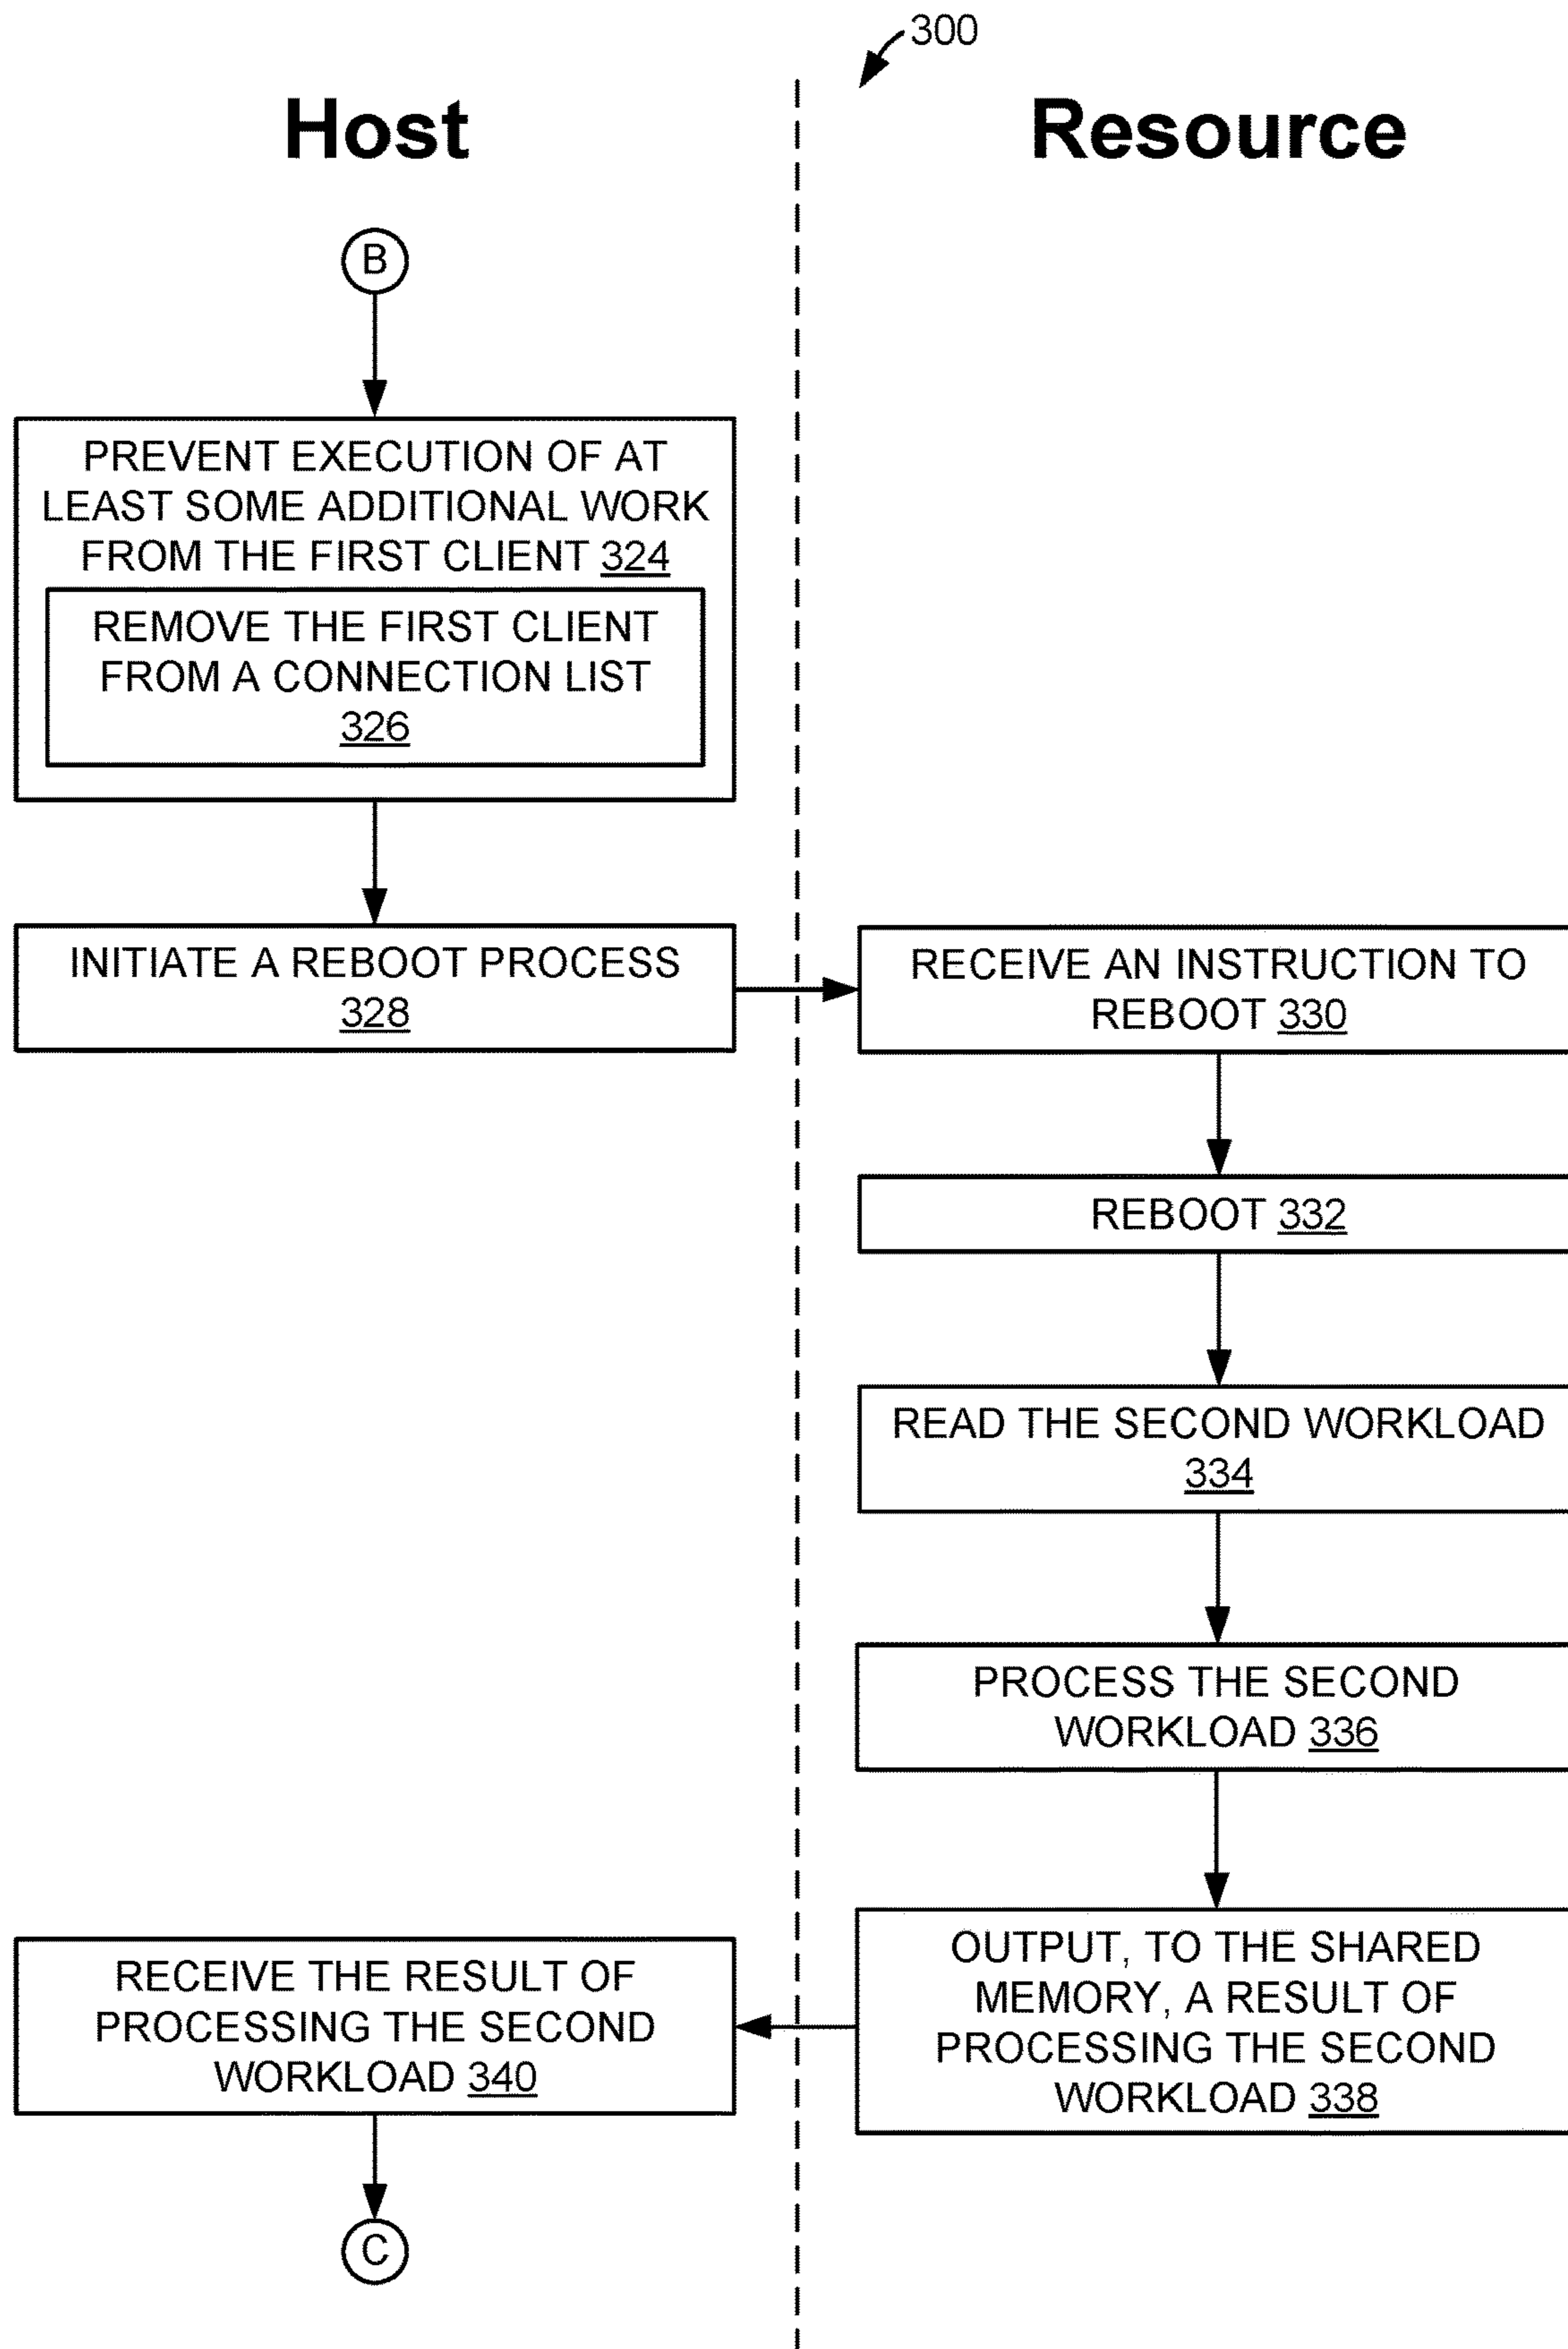 300
Host
Resource
B
PREVENT EXECUTION OF AT
LEAST SOME ADDITIONAL WORK
FROM THE FIRST CLIENT 324
REMOVE THE FIRST CLIENT
FROM A CONNECTION LIST
326
INITIATE A REBOOT PROCESS
328
RECEIVE AN INSTRUCTION TO
REBOOT 330
REBOOT 332
READ THE SECOND WORKLOAD
334
PROCESS THE SECOND
WORKLOAD 336
OUTPUT, TO THE SHARED
MEMORY, A RESULT OF
PROCESSING THE SECOND
WORKLOAD 338
RECEIVE THE RESULT OF
PROCESSING THE SECOND
WORKLOAD 340
C